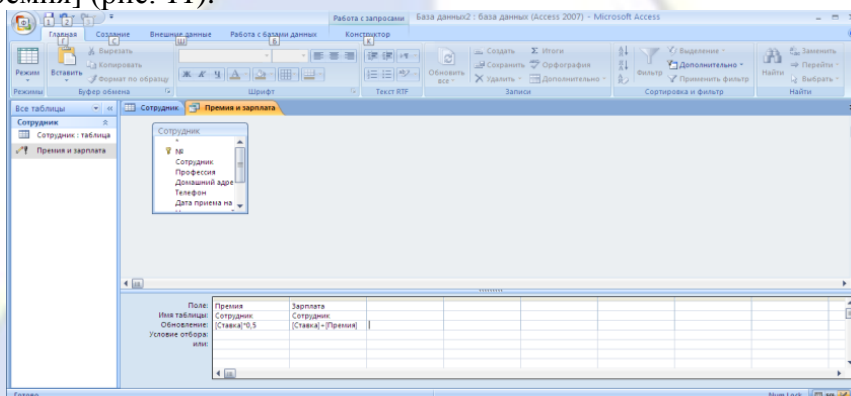 емия] (рис. 11).
Работа с запросами База данных2 : база данных (Access 2007) - Microsoft Access
Главная Создание Внешние данные Работа с базами данных Конструктор
Режим Вставить Вырезать Копировать Формат по образцу
Ж К Ч А
Обновить все Создать Сохранить Удалить Итоги Орфография Дополнительно
Фильтр Выделение Дополнительно Применить фильтр
Найти Заменить Перейти Выбрать
Режимы Буфер обмена Шрифт Текст RTF Записи Сортировка и фильтр Найти
Все таблицы Сотрудник Премия и зарплата
Сотрудник
Сотрудник : таблица
Премия и зарплата
Сотрудник
*
№
Сотрудник
Профессия
Домашний адре
Телефон
Дата приема на
Поле: Премия Зарплата
Имя таблицы: Сотрудник Сотрудник
Обновление: [Ставка]*0,5 [Ставка]+[Премия]
Условие отбора:
или:
Готово Num Lock